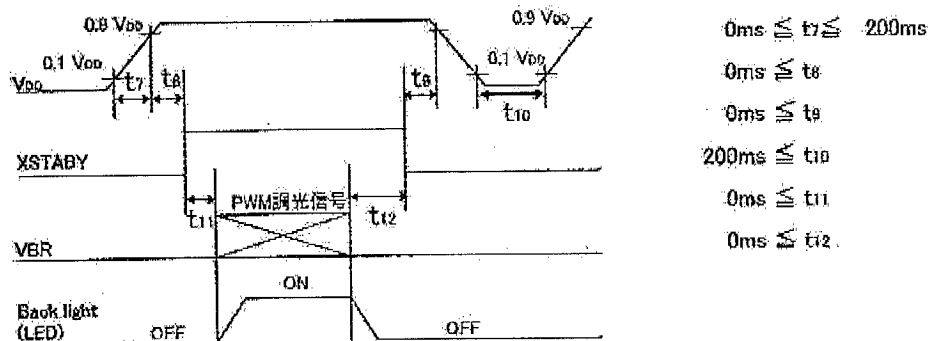 0.9 VDD
0.9 VDD
0.1 VDD
0.1 VDD
VDD
t7
t8
t9
t10
XSTABY
t11
PWM調光信号
t12
VBR
ON
Back light
(LED)
OFF
OFF
0ms ≦ t7≦ 200ms
0ms ≦ t8
0ms ≦ t9
200ms ≦ t10
0ms ≦ t11
0ms ≦ t12